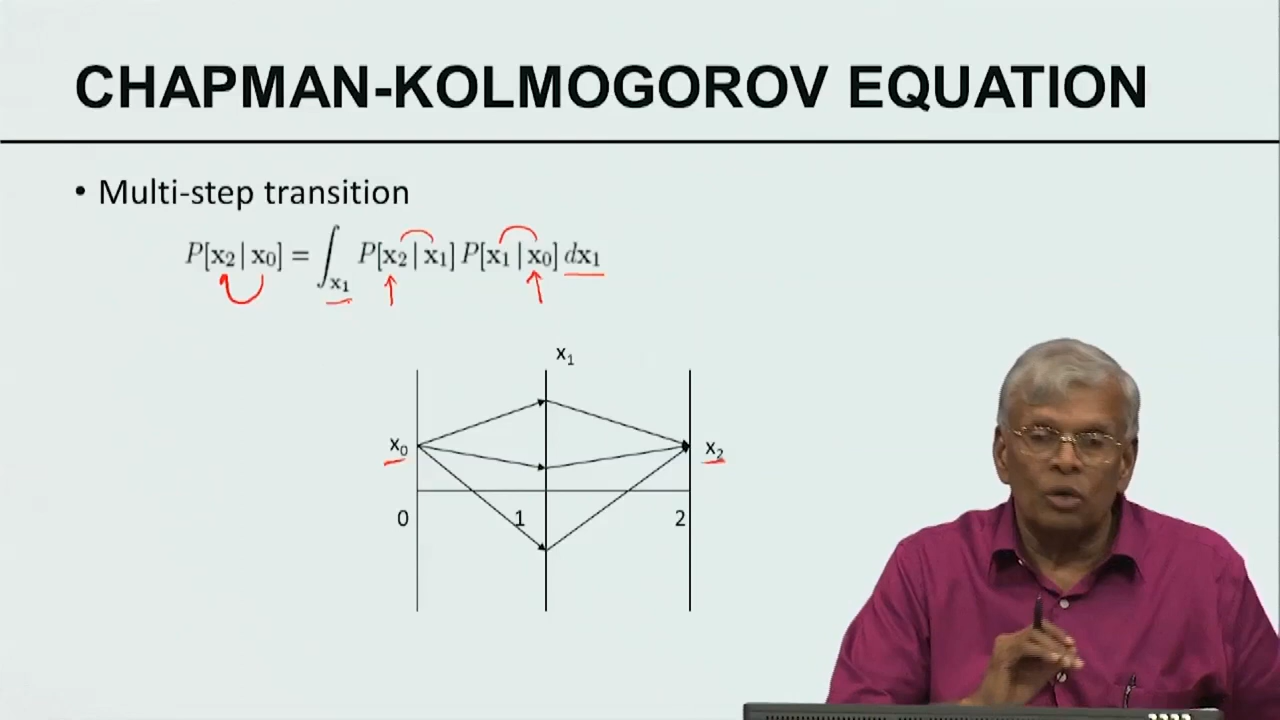 CHAPMAN-KOLMOGOROV EQUATION
• Multi-step transition
P[x₂ | x₀] = ∫ₓ₁ P[x₂ | x₁] P[x₁ | x₀] dx₁
x₁
x₀
x₂
0
1
2